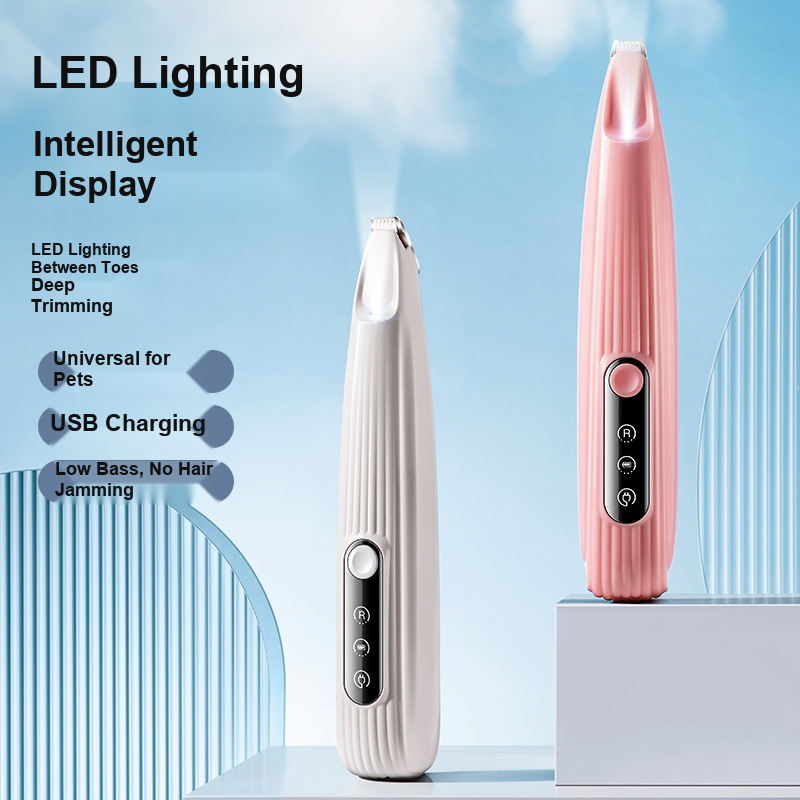 LED Lighting
Intelligent
Display
LED Lighting
Between Toes
Deep
Trimming
Universal for
Pets
USB Charging
Low Bass, No Hair
Jamming
R
R